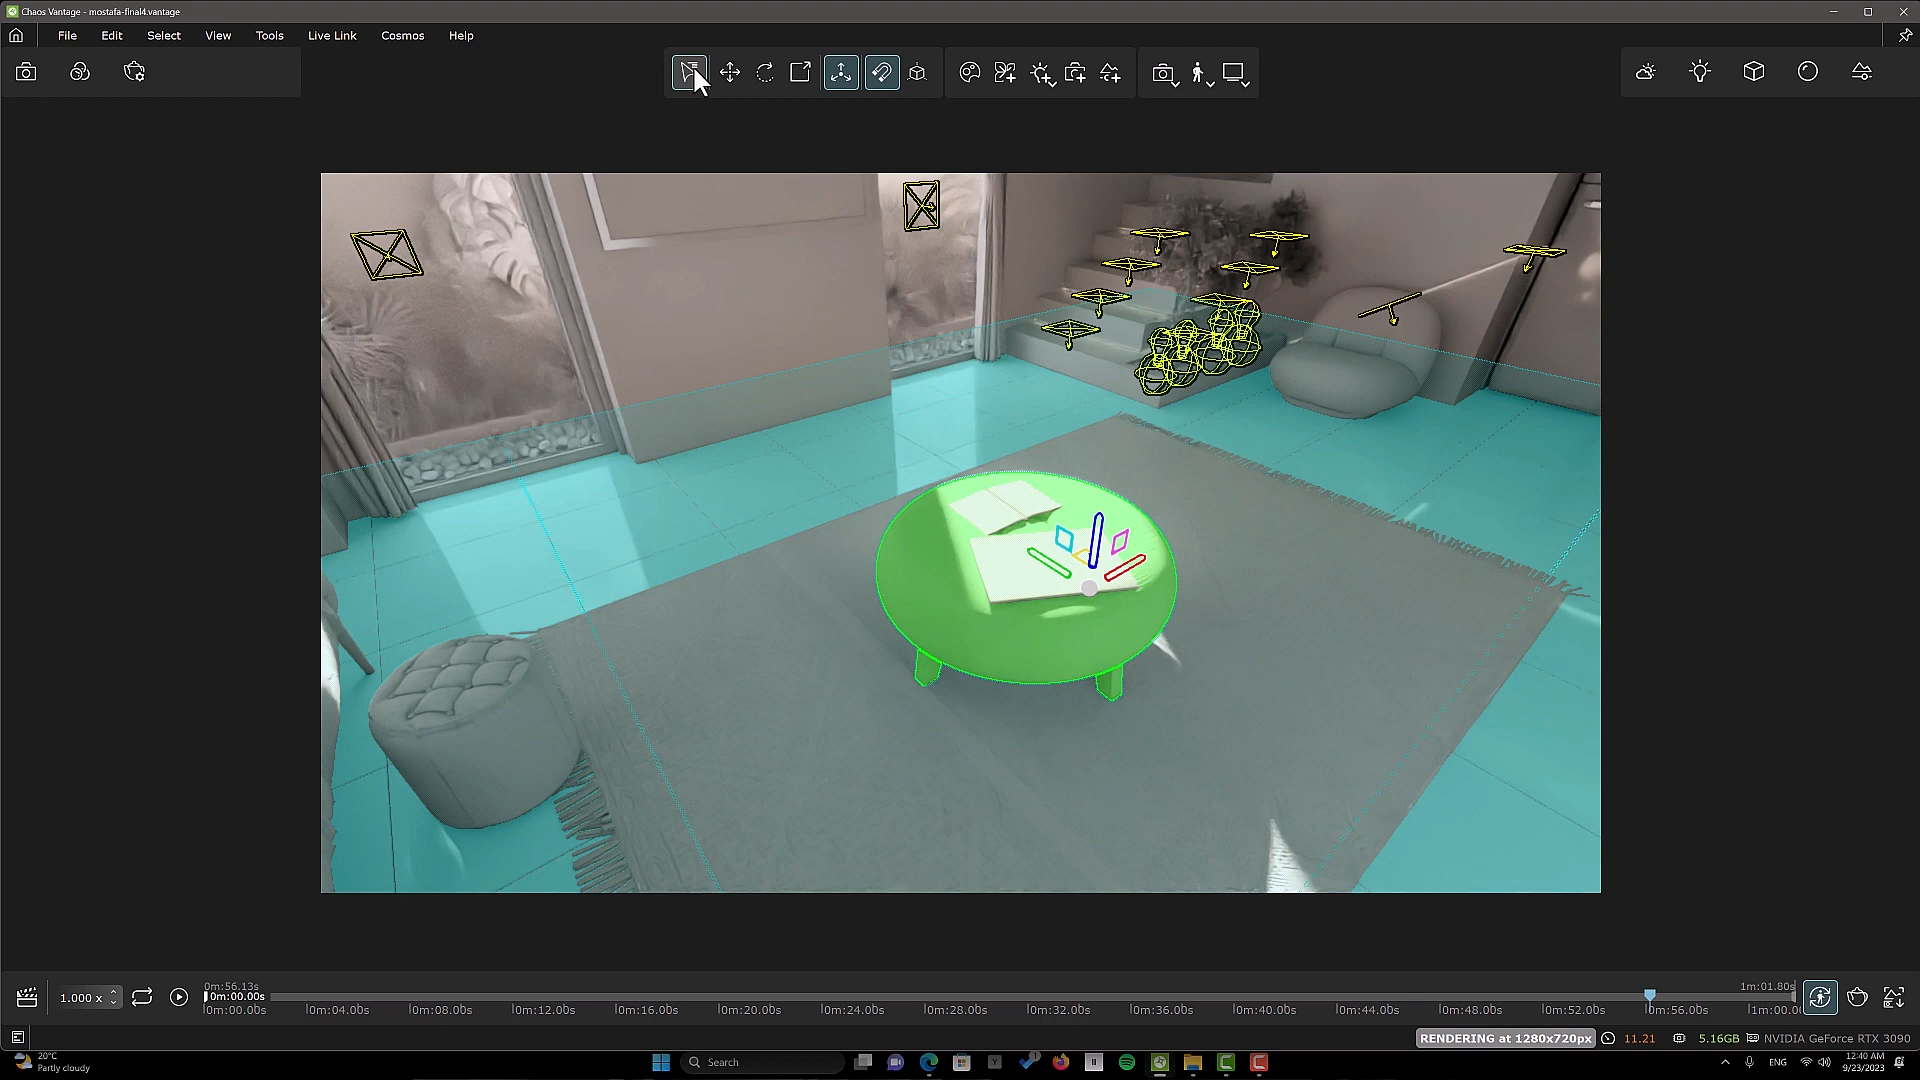 Chaos Vantage - mostafa-final4.vantage
File Edit Select View Tools Live Link Cosmos Help
0m:56.13s 1m:01.80s
1.000 x 0m:00.00s
0m:00.00s 0m:04.00s 0m:08.00s 0m:12.00s 0m:16.00s 0m:20.00s 0m:24.00s 0m:28.00s 0m:32.00s 0m:36.00s 0m:40.00s 0m:44.00s 0m:48.00s 0m:52.00s 0m:56.00s 1m:00.0
RENDERING at 1280x720px 11.21 5.16GB NVIDIA GeForce RTX 3090
20°C
Partly cloudy
Search
ENG
12:40 AM
9/23/2023